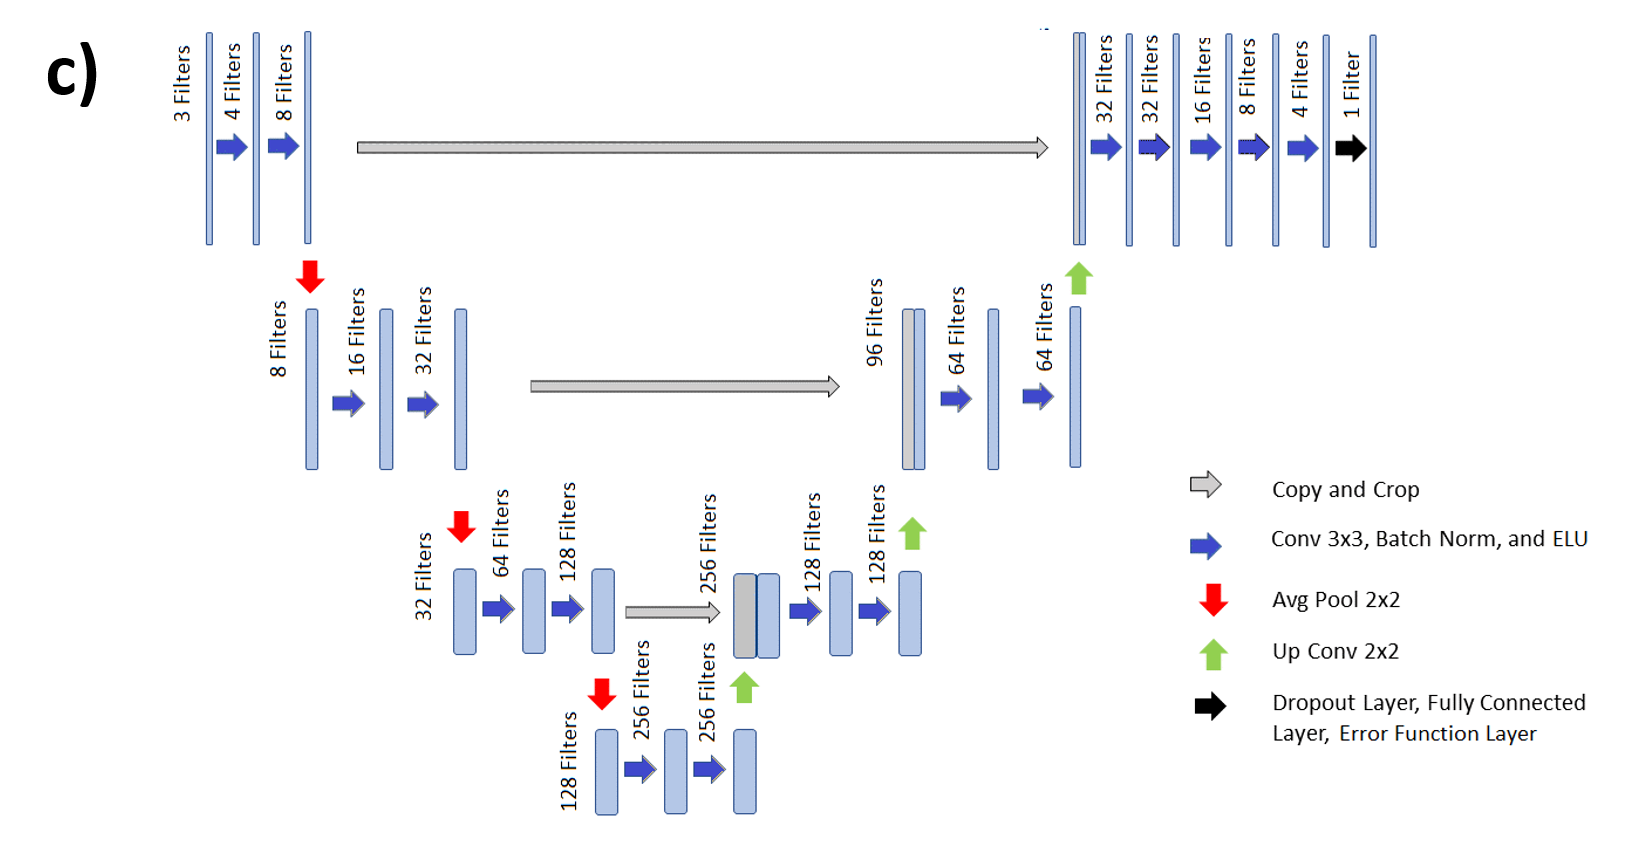 c)
3 Filters
4 Filters
8 Filters
32 Filters
32 Filters
16 Filters
8 Filters
4 Filters
1 Filter
8 Filters
16 Filters
32 Filters
96 Filters
64 Filters
64 Filters
32 Filters
64 Filters
128 Filters
256 Filters
128 Filters
128 Filters
128 Filters
256 Filters
256 Filters
Copy and Crop
Conv 3x3, Batch Norm, and ELU
Avg Pool 2x2
Up Conv 2x2
Dropout Layer, Fully Connected
Layer, Error Function Layer